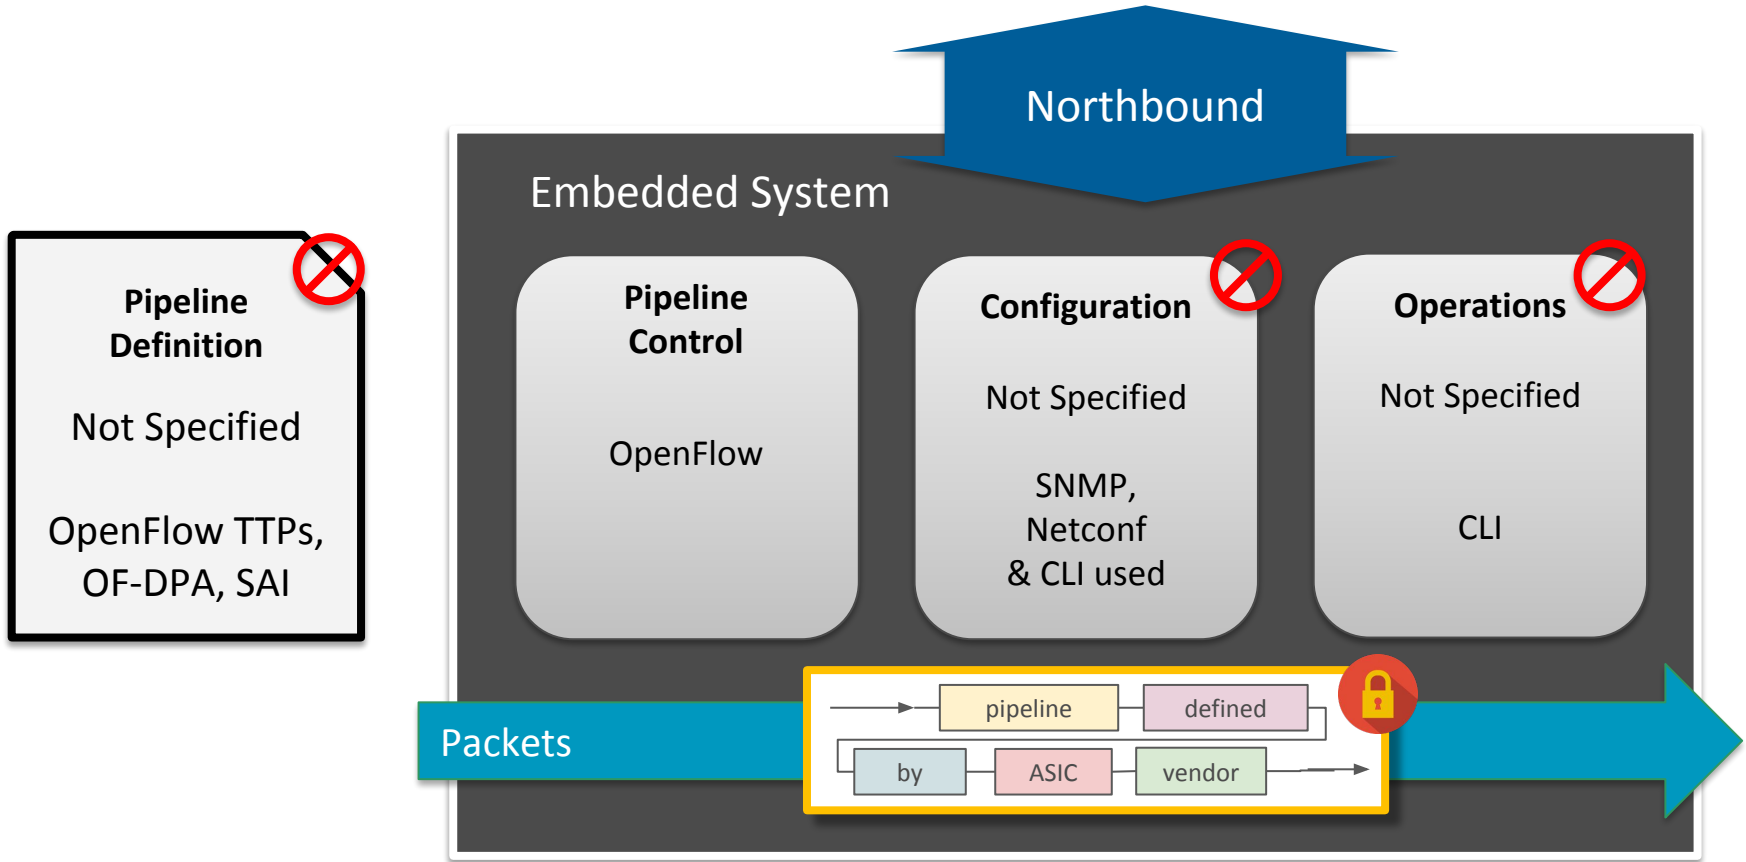 Northbound
Embedded System
Pipeline
Definition
Not Specified
OpenFlow TTPs,
OF-DPA, SAI
Pipeline
Control
OpenFlow
Configuration
Not Specified
SNMP,
Netconf
& CLI used
Operations
Not Specified
CLI
Packets
pipeline defined
by ASIC vendor